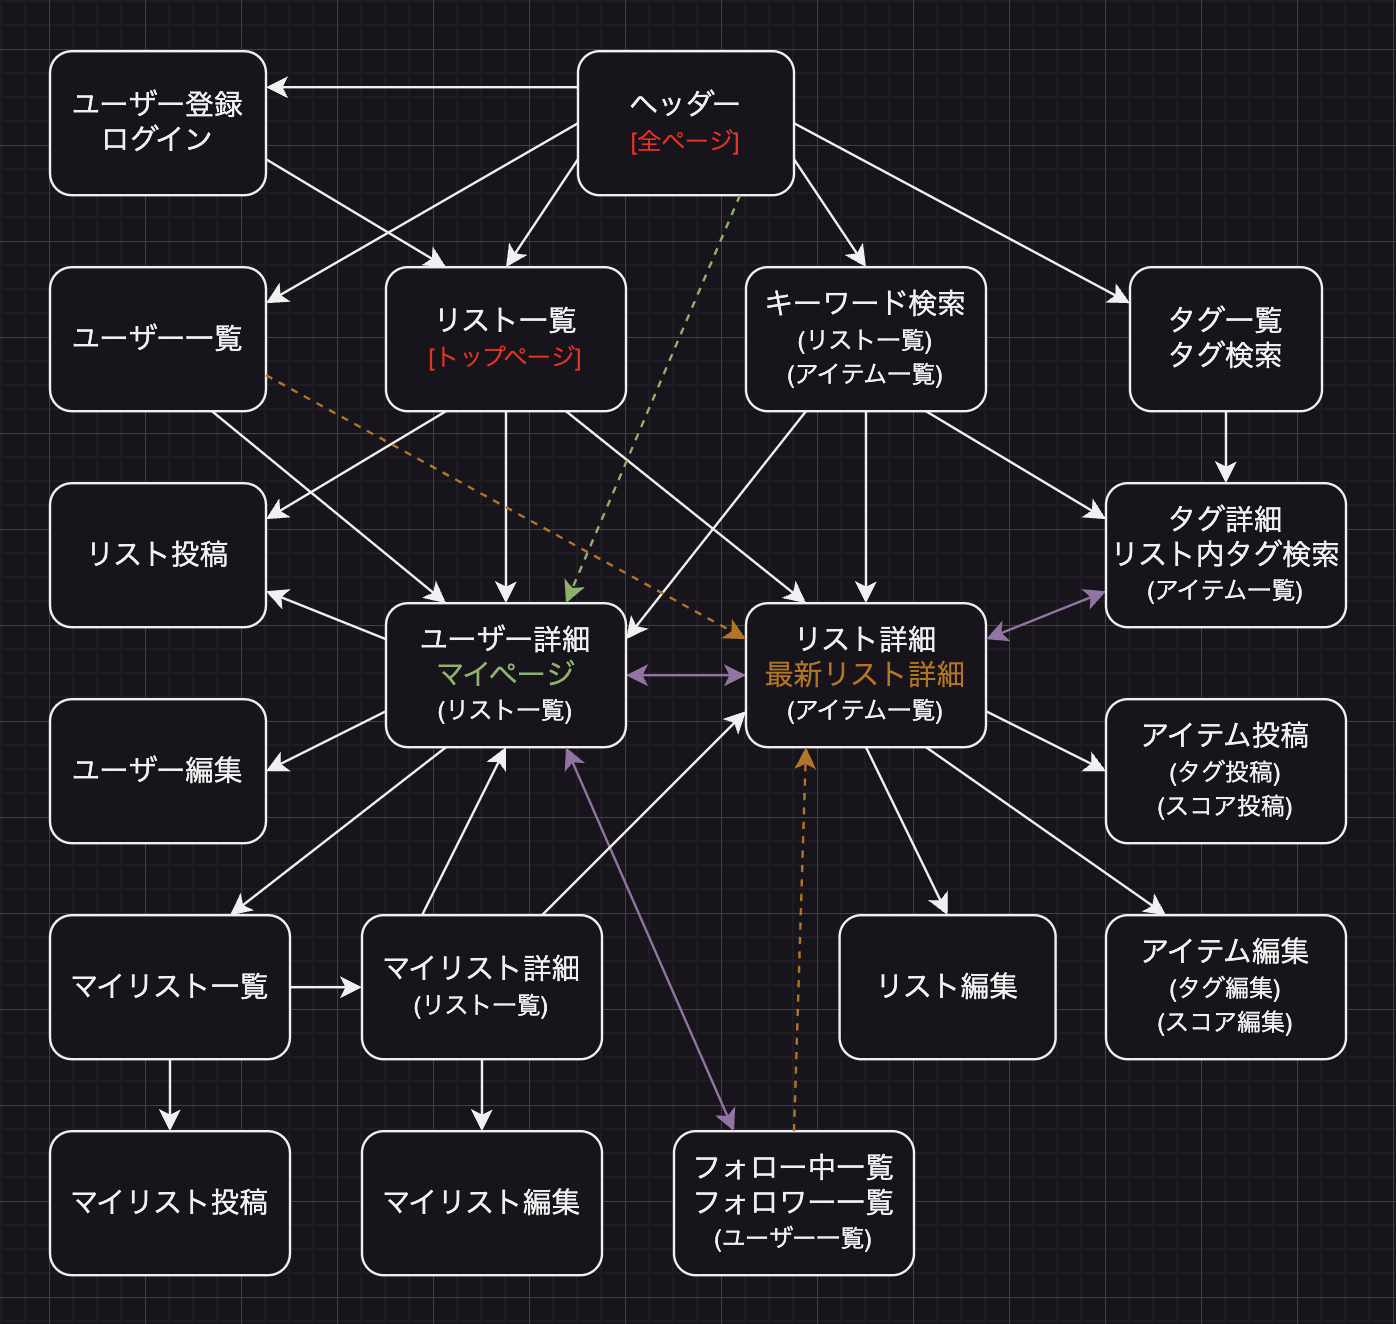 ユーザー登録
ログイン
ヘッダー
[全ページ]
ユーザー一覧
リスト一覧
[トップページ]
キーワード検索
(リスト一覧)
(アイテム一覧)
タグ一覧
タグ検索
リスト投稿
タグ詳細
リスト内タグ検索
(アイテム一覧)
ユーザー詳細
マイページ
(リスト一覧)
リスト詳細
最新リスト詳細
(アイテム一覧)
ユーザー編集
アイテム投稿
(タグ投稿)
(スコア投稿)
マイリスト一覧
マイリスト詳細
(リスト一覧)
リスト編集
アイテム編集
(タグ編集)
(スコア編集)
マイリスト投稿
マイリスト編集
フォロー中一覧
フォロワー一覧
(ユーザー一覧)